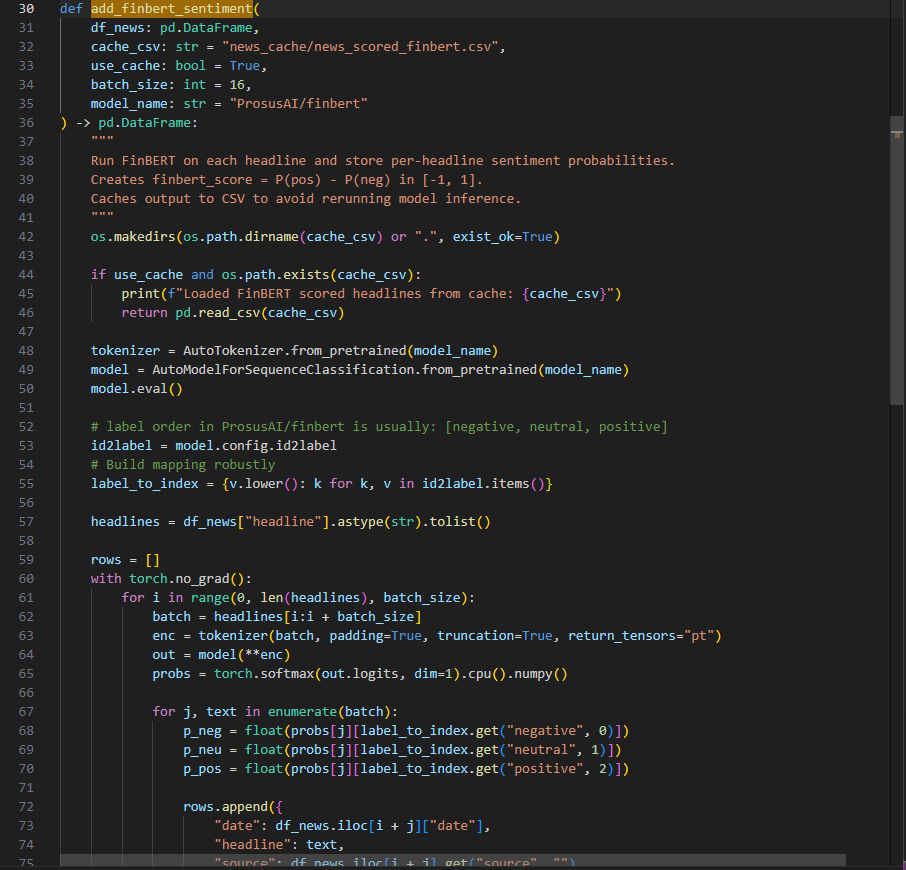 30 def add_finbert_sentiment(
31     df_news: pd.DataFrame,
32     cache_csv: str = "news_cache/news_scored_finbert.csv",
33     use_cache: bool = True,
34     batch_size: int = 16,
35     model_name: str = "ProsusAI/finbert"
36 ) -> pd.DataFrame:
37     """
38     Run FinBERT on each headline and store per-headline sentiment probabilities.
39     Creates finbert_score = P(pos) - P(neg) in [-1, 1].
40     Caches output to CSV to avoid rerunning model inference.
41     """
42     os.makedirs(os.path.dirname(cache_csv) or ".", exist_ok=True)
43
44     if use_cache and os.path.exists(cache_csv):
45         print(f"Loaded FinBERT scored headlines from cache: {cache_csv}")
46         return pd.read_csv(cache_csv)
47
48     tokenizer = AutoTokenizer.from_pretrained(model_name)
49     model = AutoModelForSequenceClassification.from_pretrained(model_name)
50     model.eval()
51
52     # label order in ProsusAI/finbert is usually: [negative, neutral, positive]
53     id2label = model.config.id2label
54     # Build mapping robustly
55     label_to_index = {v.lower(): k for k, v in id2label.items()}
56
57     headlines = df_news["headline"].astype(str).tolist()
58
59     rows = []
60     with torch.no_grad():
61         for i in range(0, len(headlines), batch_size):
62             batch = headlines[i:i + batch_size]
63             enc = tokenizer(batch, padding=True, truncation=True, return_tensors="pt")
64             out = model(**enc)
65             probs = torch.softmax(out.logits, dim=1).cpu().numpy()
66
67             for j, text in enumerate(batch):
68                 p_neg = float(probs[j][label_to_index.get("negative", 0)])
69                 p_neu = float(probs[j][label_to_index.get("neutral", 1)])
70                 p_pos = float(probs[j][label_to_index.get("positive", 2)])
71
72                 rows.append({
73                     "date": df_news.iloc[i + j]["date"],
74                     "headline": text,
75                     "source": df_news.iloc[i + j].get("source", "")